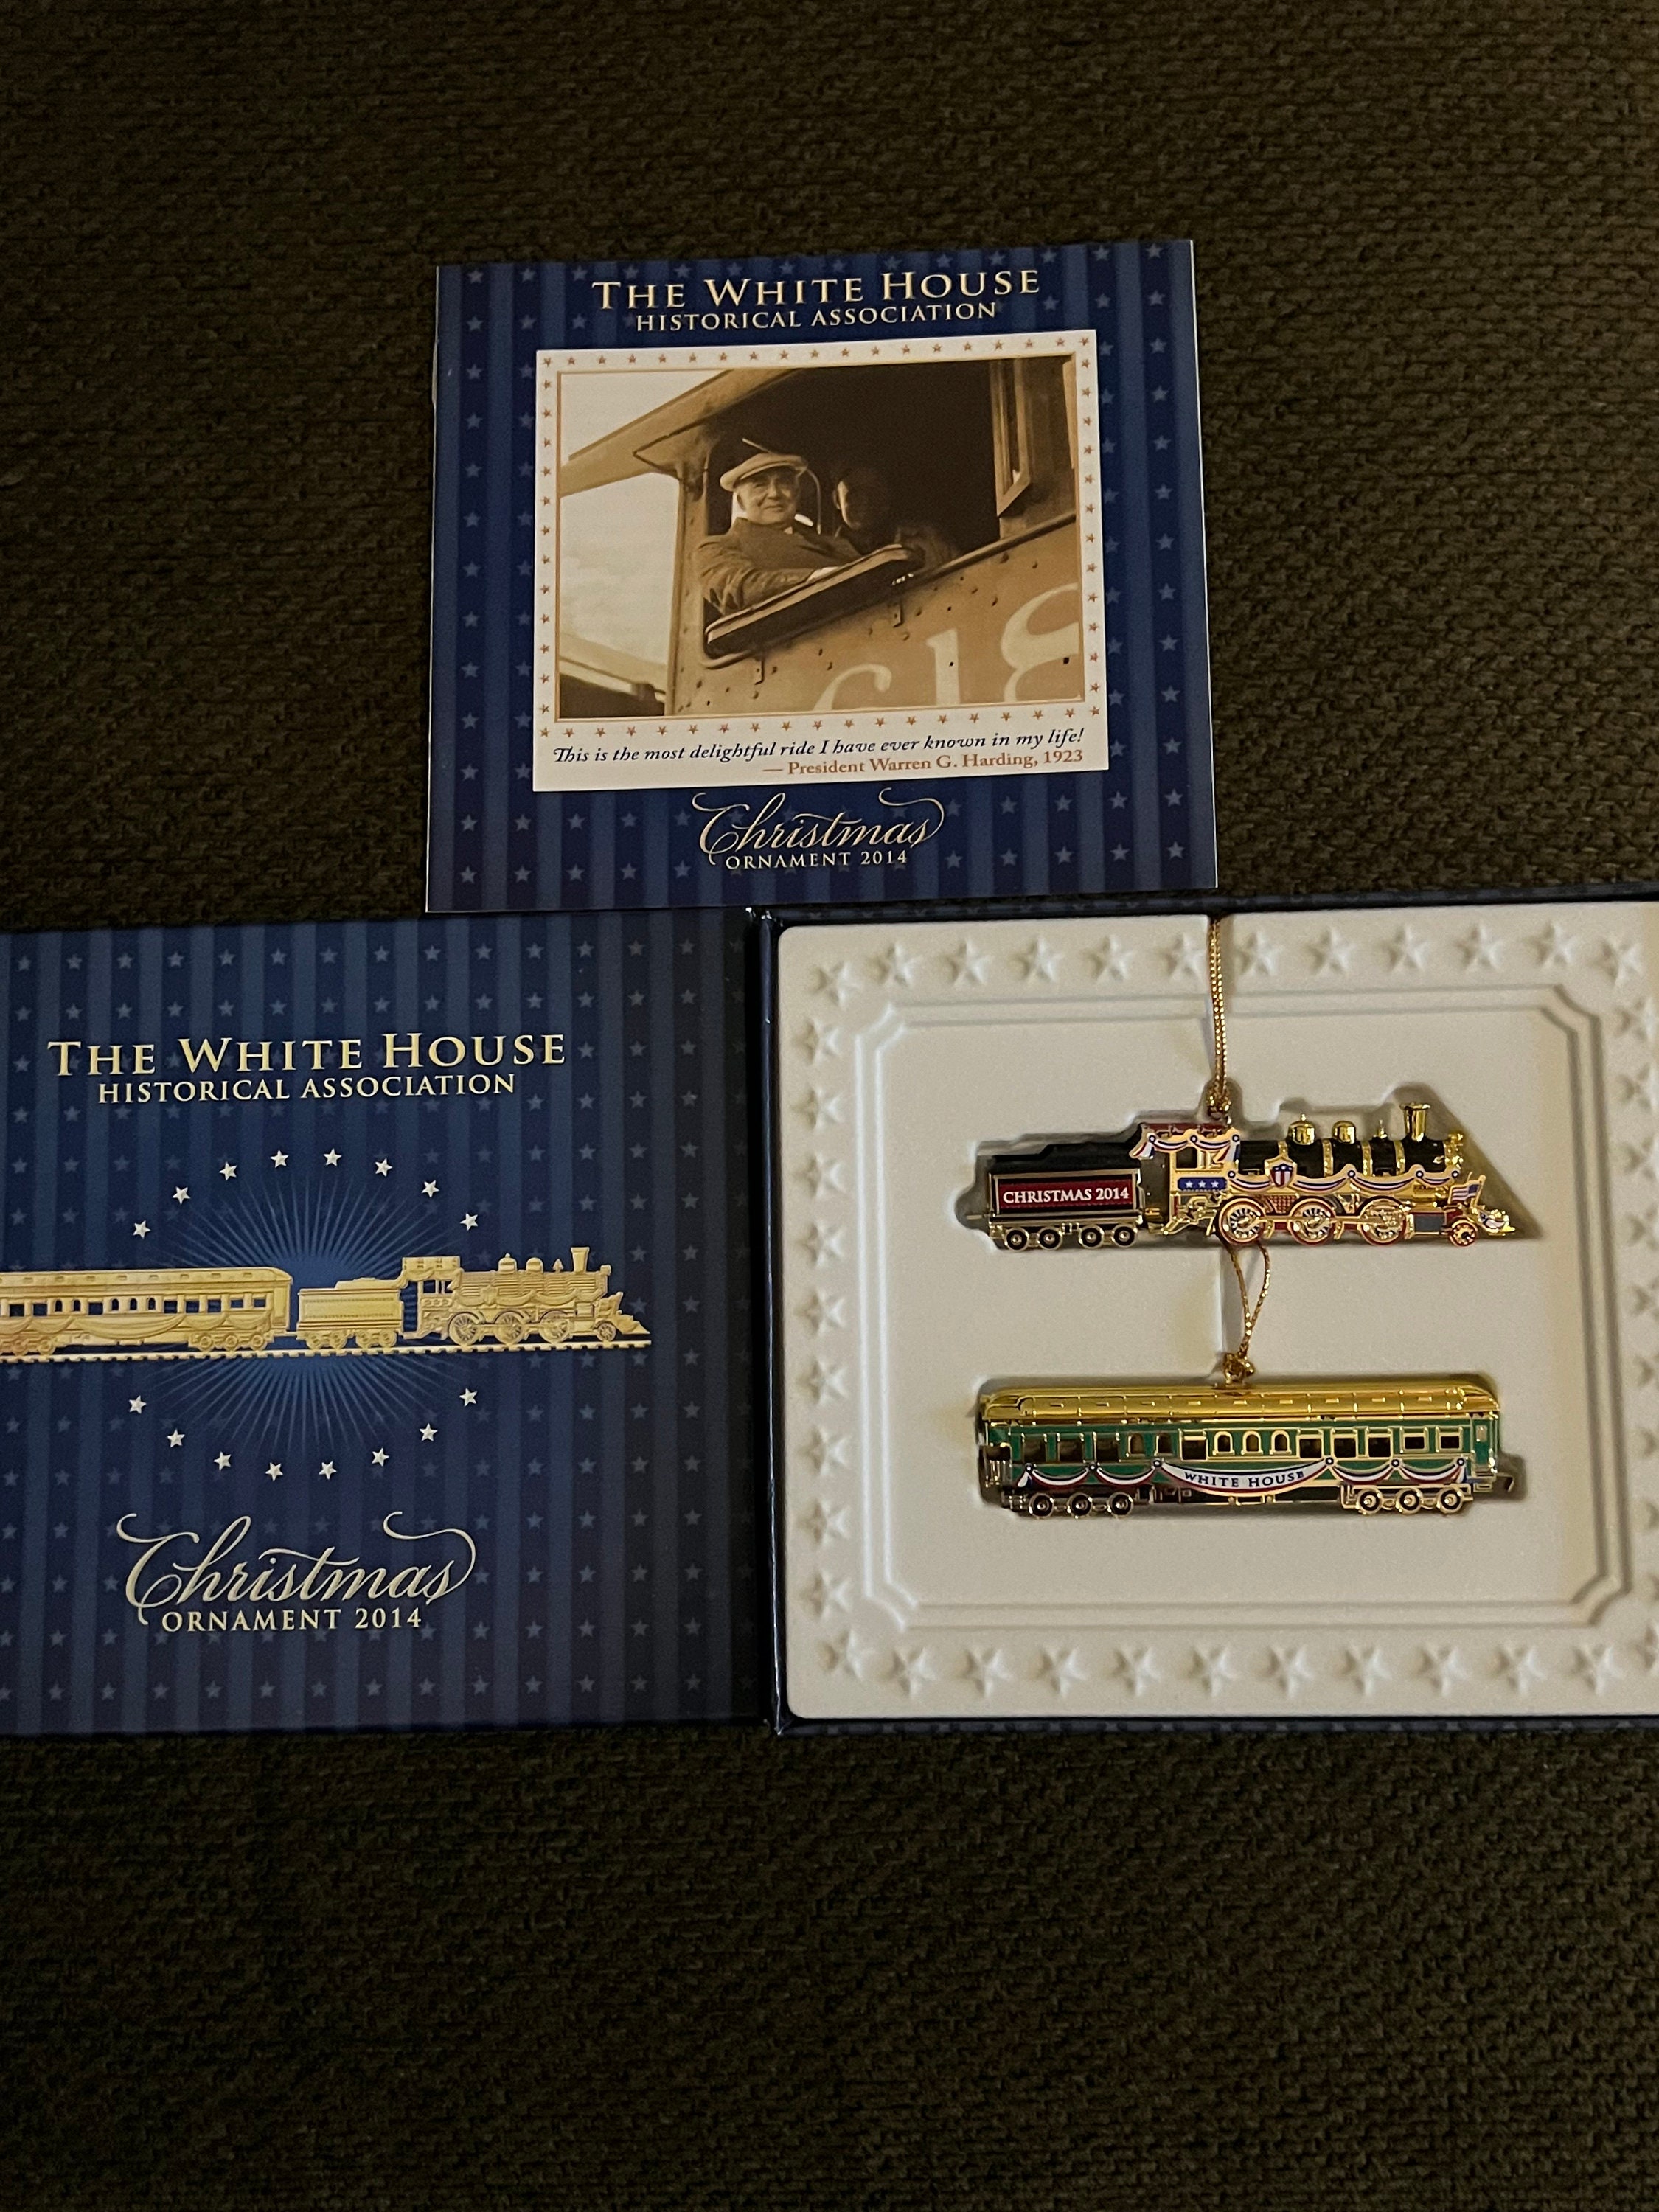 THE WHITE HOUSE
HISTORICAL ASSOCIATION
618
This is the most delightful ride I have ever known in my life!
— President Warren G. Harding, 1923
Christmas
ORNAMENT 2014
THE WHITE HOUSE
HISTORICAL ASSOCIATION
Christmas
ORNAMENT 2014
CHRISTMAS 2014
WHITE HOUSE